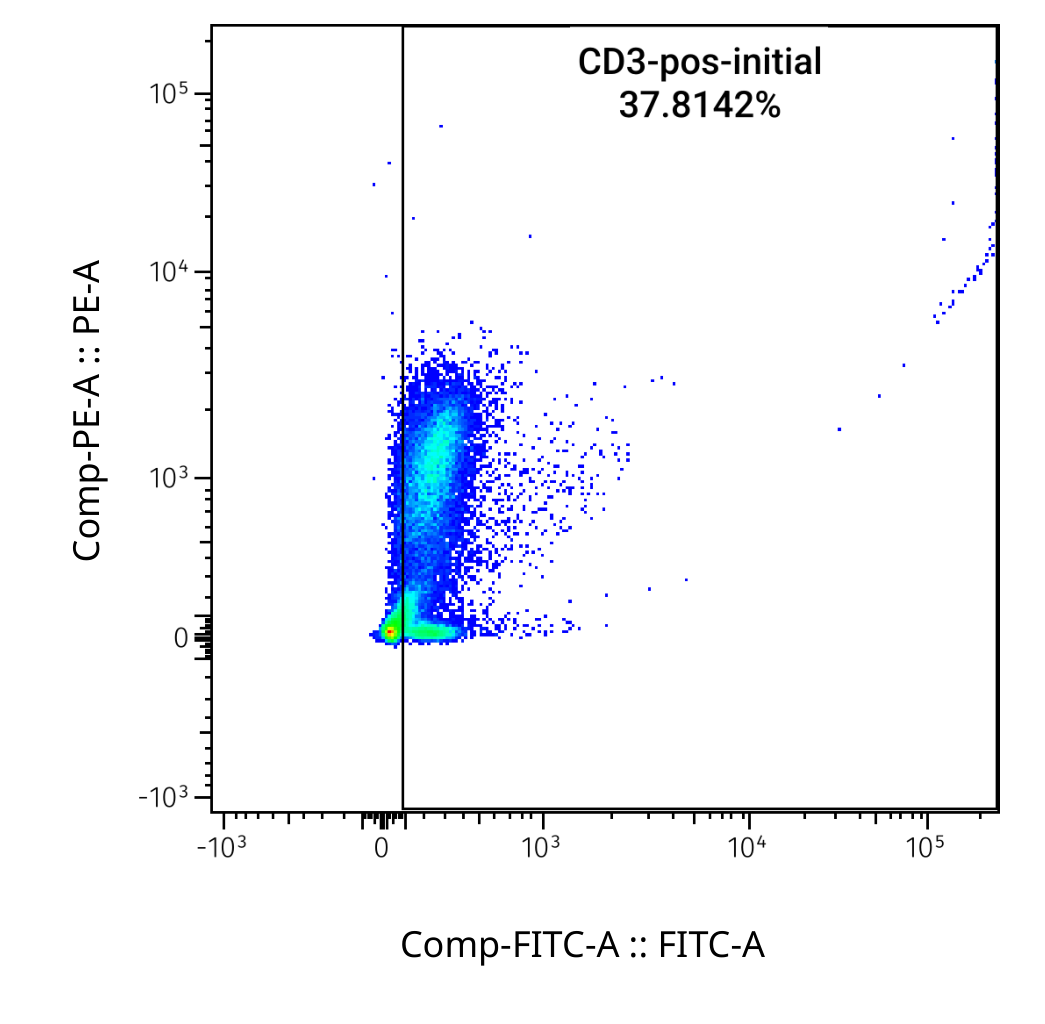 CD3-pos-initial
37.8142%
10⁵
10⁴
10³
0
-10³
Comp-PE-A :: PE-A
-10³ 0 10³ 10⁴ 10⁵
Comp-FITC-A :: FITC-A